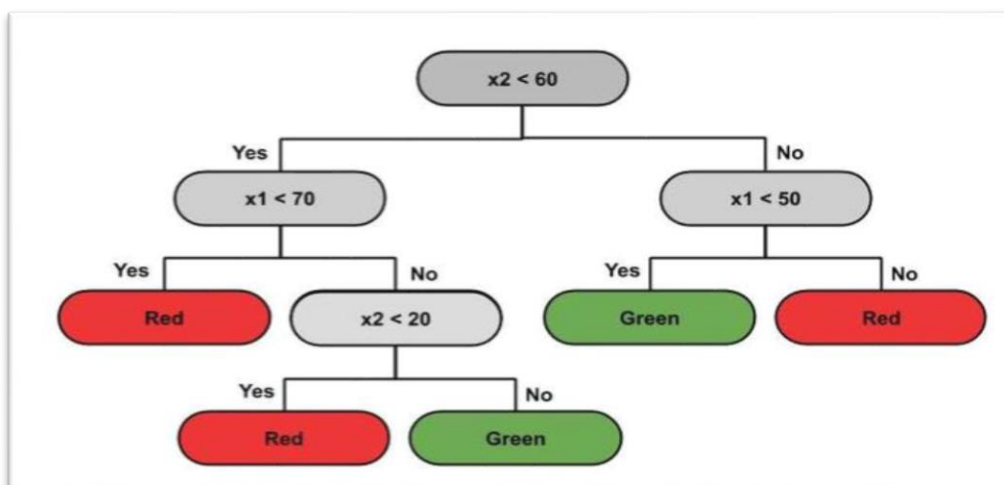 x2 < 60
Yes
No
x1 < 70
x1 < 50
Yes
No
Yes
No
Red
x2 < 20
Green
Red
Yes
No
Red
Green